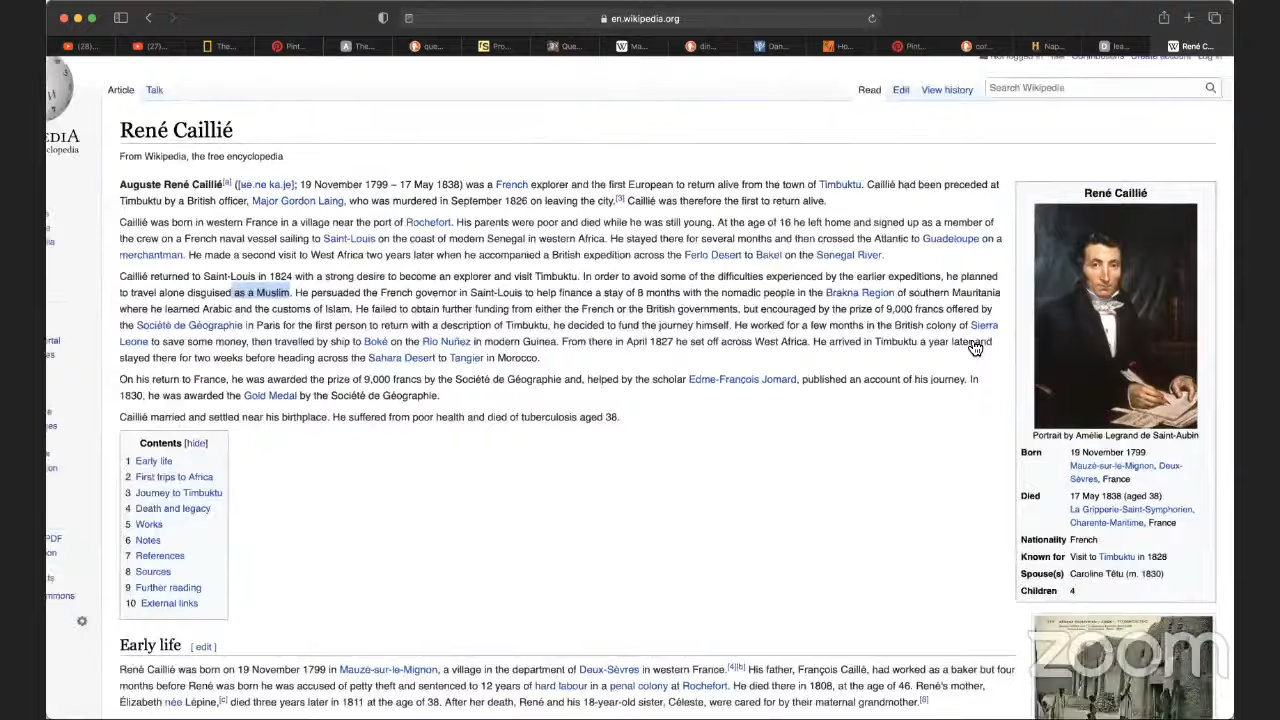 en.wikipedia.org
(28)...
(27)...
The...
Pint...
The...
que...
Pro...
Que...
Ma...
din...
Dan...
Ho...
Pint...
cot...
Nap...
lea...
René C...
Not logged in Talk Contributions Create account Log in
Article Talk
Read Edit View history
Search Wikipedia
René Caillié
From Wikipedia, the free encyclopedia
Auguste René Caillié[a] ([ʁə.ne ka.je]; 19 November 1799 – 17 May 1838) was a French explorer and the first European to return alive from the town of Timbuktu. Caillié had been preceded at
Timbuktu by a British officer, Major Gordon Laing, who was murdered in September 1826 on leaving the city.[3] Caillié was therefore the first to return alive.
Caillié was born in western France in a village near the port of Rochefort. His parents were poor and died while he was still young. At the age of 16 he left home and signed up as a member of
the crew on a French naval vessel sailing to Saint-Louis on the coast of modern Senegal in western Africa. He stayed there for several months and then crossed the Atlantic to Guadeloupe on a
merchantman. He made a second visit to West Africa two years later when he accompanied a British expedition across the Ferlo Desert to Bakel on the Senegal River.
Caillié returned to Saint-Louis in 1824 with a strong desire to become an explorer and visit Timbuktu. In order to avoid some of the difficulties experienced by the earlier expeditions, he planned
to travel alone disguised as a Muslim. He persuaded the French governor in Saint-Louis to help finance a stay of 8 months with the nomadic people in the Brakna Region of southern Mauritania
where he learned Arabic and the customs of Islam. He failed to obtain further funding from either the French or the British governments, but encouraged by the prize of 9,000 francs offered by
the Société de Géographie in Paris for the first person to return with a description of Timbuktu, he decided to fund the journey himself. He worked for a few months in the British colony of Sierra
Leone to save some money, then travelled by ship to Boké on the Rio Nuñez in modern Guinea. From there in April 1827 he set off across West Africa. He arrived in Timbuktu a year later and
stayed there for two weeks before heading across the Sahara Desert to Tangier in Morocco.
On his return to France, he was awarded the prize of 9,000 francs by the Société de Géographie and, helped by the scholar Edme-François Jomard, published an account of his journey. In
1830, he was awarded the Gold Medal by the Société de Géographie.
Caillié married and settled near his birthplace. He suffered from poor health and died of tuberculosis aged 38.
Contents [hide]
1 Early life
2 First trips to Africa
3 Journey to Timbuktu
4 Death and legacy
5 Works
6 Notes
7 References
8 Sources
9 Further reading
10 External links
Early life [ edit ]
René Caillié was born on 19 November 1799 in Mauzé-sur-le-Mignon, a village in the department of Deux-Sèvres in western France.[4][b] His father, François Caillé, had worked as a baker but four
months before René was born he was accused of petty theft and sentenced to 12 years of hard labour in a penal colony at Rochefort. He died there in 1808, at the age of 46. René's mother,
Élizabeth née Lépine,[c] died three years later in 1811 at the age of 38. After her death, René and his 18-year-old sister, Céleste, were cared for by their maternal grandmother.[6]
René Caillié
Portrait by Amélie Legrand de Saint-Aubin
Born 19 November 1799
Mauzé-sur-le-Mignon, Deux-
Sèvres, France
Died 17 May 1838 (aged 38)
La Gripperie-Saint-Symphorien,
Charente-Maritime, France
Nationality French
Known for Visit to Timbuktu in 1828
Spouse(s) Caroline Têtu (m. 1830)
Children 4
zoom